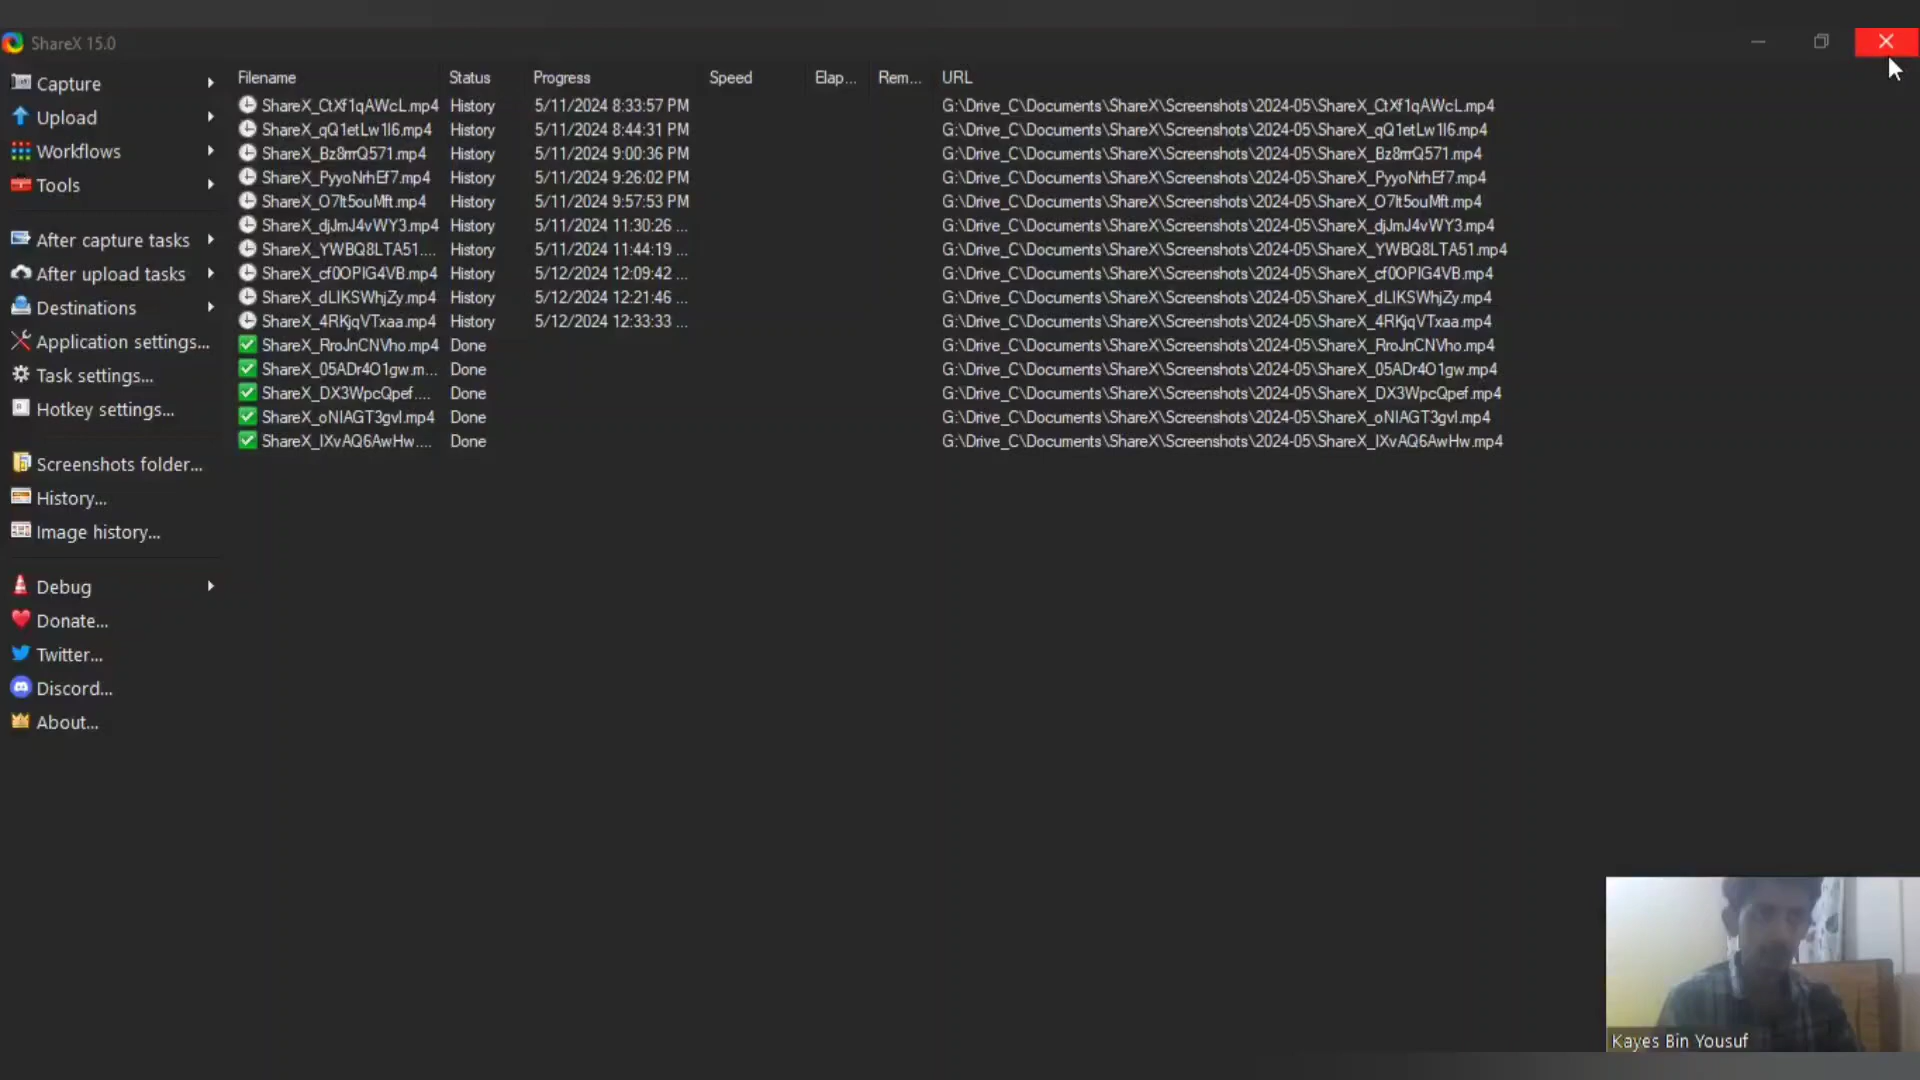 ShareX 15.0
Capture
Upload
Workflows
Tools
After capture tasks
After upload tasks
Destinations
Application settings...
Task settings...
Hotkey settings...
Screenshots folder...
History...
Image history...
Debug
Donate...
Twitter...
Discord...
About...
Filename Status Progress Speed Elap... Rem... URL
ShareX_CtXf1qAWcL.mp4 History 5/11/2024 8:33:57 PM G:\Drive_C\Documents\ShareX\Screenshots\2024-05\ShareX_CtXf1qAWcL.mp4
ShareX_qQ1etLw1I6.mp4 History 5/11/2024 8:44:31 PM G:\Drive_C\Documents\ShareX\Screenshots\2024-05\ShareX_qQ1etLw1I6.mp4
ShareX_Bz8rrrQ571.mp4 History 5/11/2024 9:00:36 PM G:\Drive_C\Documents\ShareX\Screenshots\2024-05\ShareX_Bz8rrrQ571.mp4
ShareX_PyyoNrhEf7.mp4 History 5/11/2024 9:26:02 PM G:\Drive_C\Documents\ShareX\Screenshots\2024-05\ShareX_PyyoNrhEf7.mp4
ShareX_O7It5ouMft.mp4 History 5/11/2024 9:57:53 PM G:\Drive_C\Documents\ShareX\Screenshots\2024-05\ShareX_O7It5ouMft.mp4
ShareX_djJmJ4vWY3.mp4 History 5/11/2024 11:30:26 ... G:\Drive_C\Documents\ShareX\Screenshots\2024-05\ShareX_djJmJ4vWY3.mp4
ShareX_YWBQ8LTA51.... History 5/11/2024 11:44:19 ... G:\Drive_C\Documents\ShareX\Screenshots\2024-05\ShareX_YWBQ8LTA51.mp4
ShareX_cf0OPIG4VB.mp4 History 5/12/2024 12:09:42 ... G:\Drive_C\Documents\ShareX\Screenshots\2024-05\ShareX_cf0OPIG4VB.mp4
ShareX_dLIKSWhjZy.mp4 History 5/12/2024 12:21:46 ... G:\Drive_C\Documents\ShareX\Screenshots\2024-05\ShareX_dLIKSWhjZy.mp4
ShareX_4RKjqVTxaa.mp4 History 5/12/2024 12:33:33 ... G:\Drive_C\Documents\ShareX\Screenshots\2024-05\ShareX_4RKjqVTxaa.mp4
ShareX_RroJnCNVho.mp4 Done G:\Drive_C\Documents\ShareX\Screenshots\2024-05\ShareX_RroJnCNVho.mp4
ShareX_05ADr4O1gw.m... Done G:\Drive_C\Documents\ShareX\Screenshots\2024-05\ShareX_05ADr4O1gw.mp4
ShareX_DX3WpcQpef.... Done G:\Drive_C\Documents\ShareX\Screenshots\2024-05\ShareX_DX3WpcQpef.mp4
ShareX_oNIAGT3gvI.mp4 Done G:\Drive_C\Documents\ShareX\Screenshots\2024-05\ShareX_oNIAGT3gvI.mp4
ShareX_IXvAQ6AwHw.... Done G:\Drive_C\Documents\ShareX\Screenshots\2024-05\ShareX_IXvAQ6AwHw.mp4
Kayes Bin Yousuf